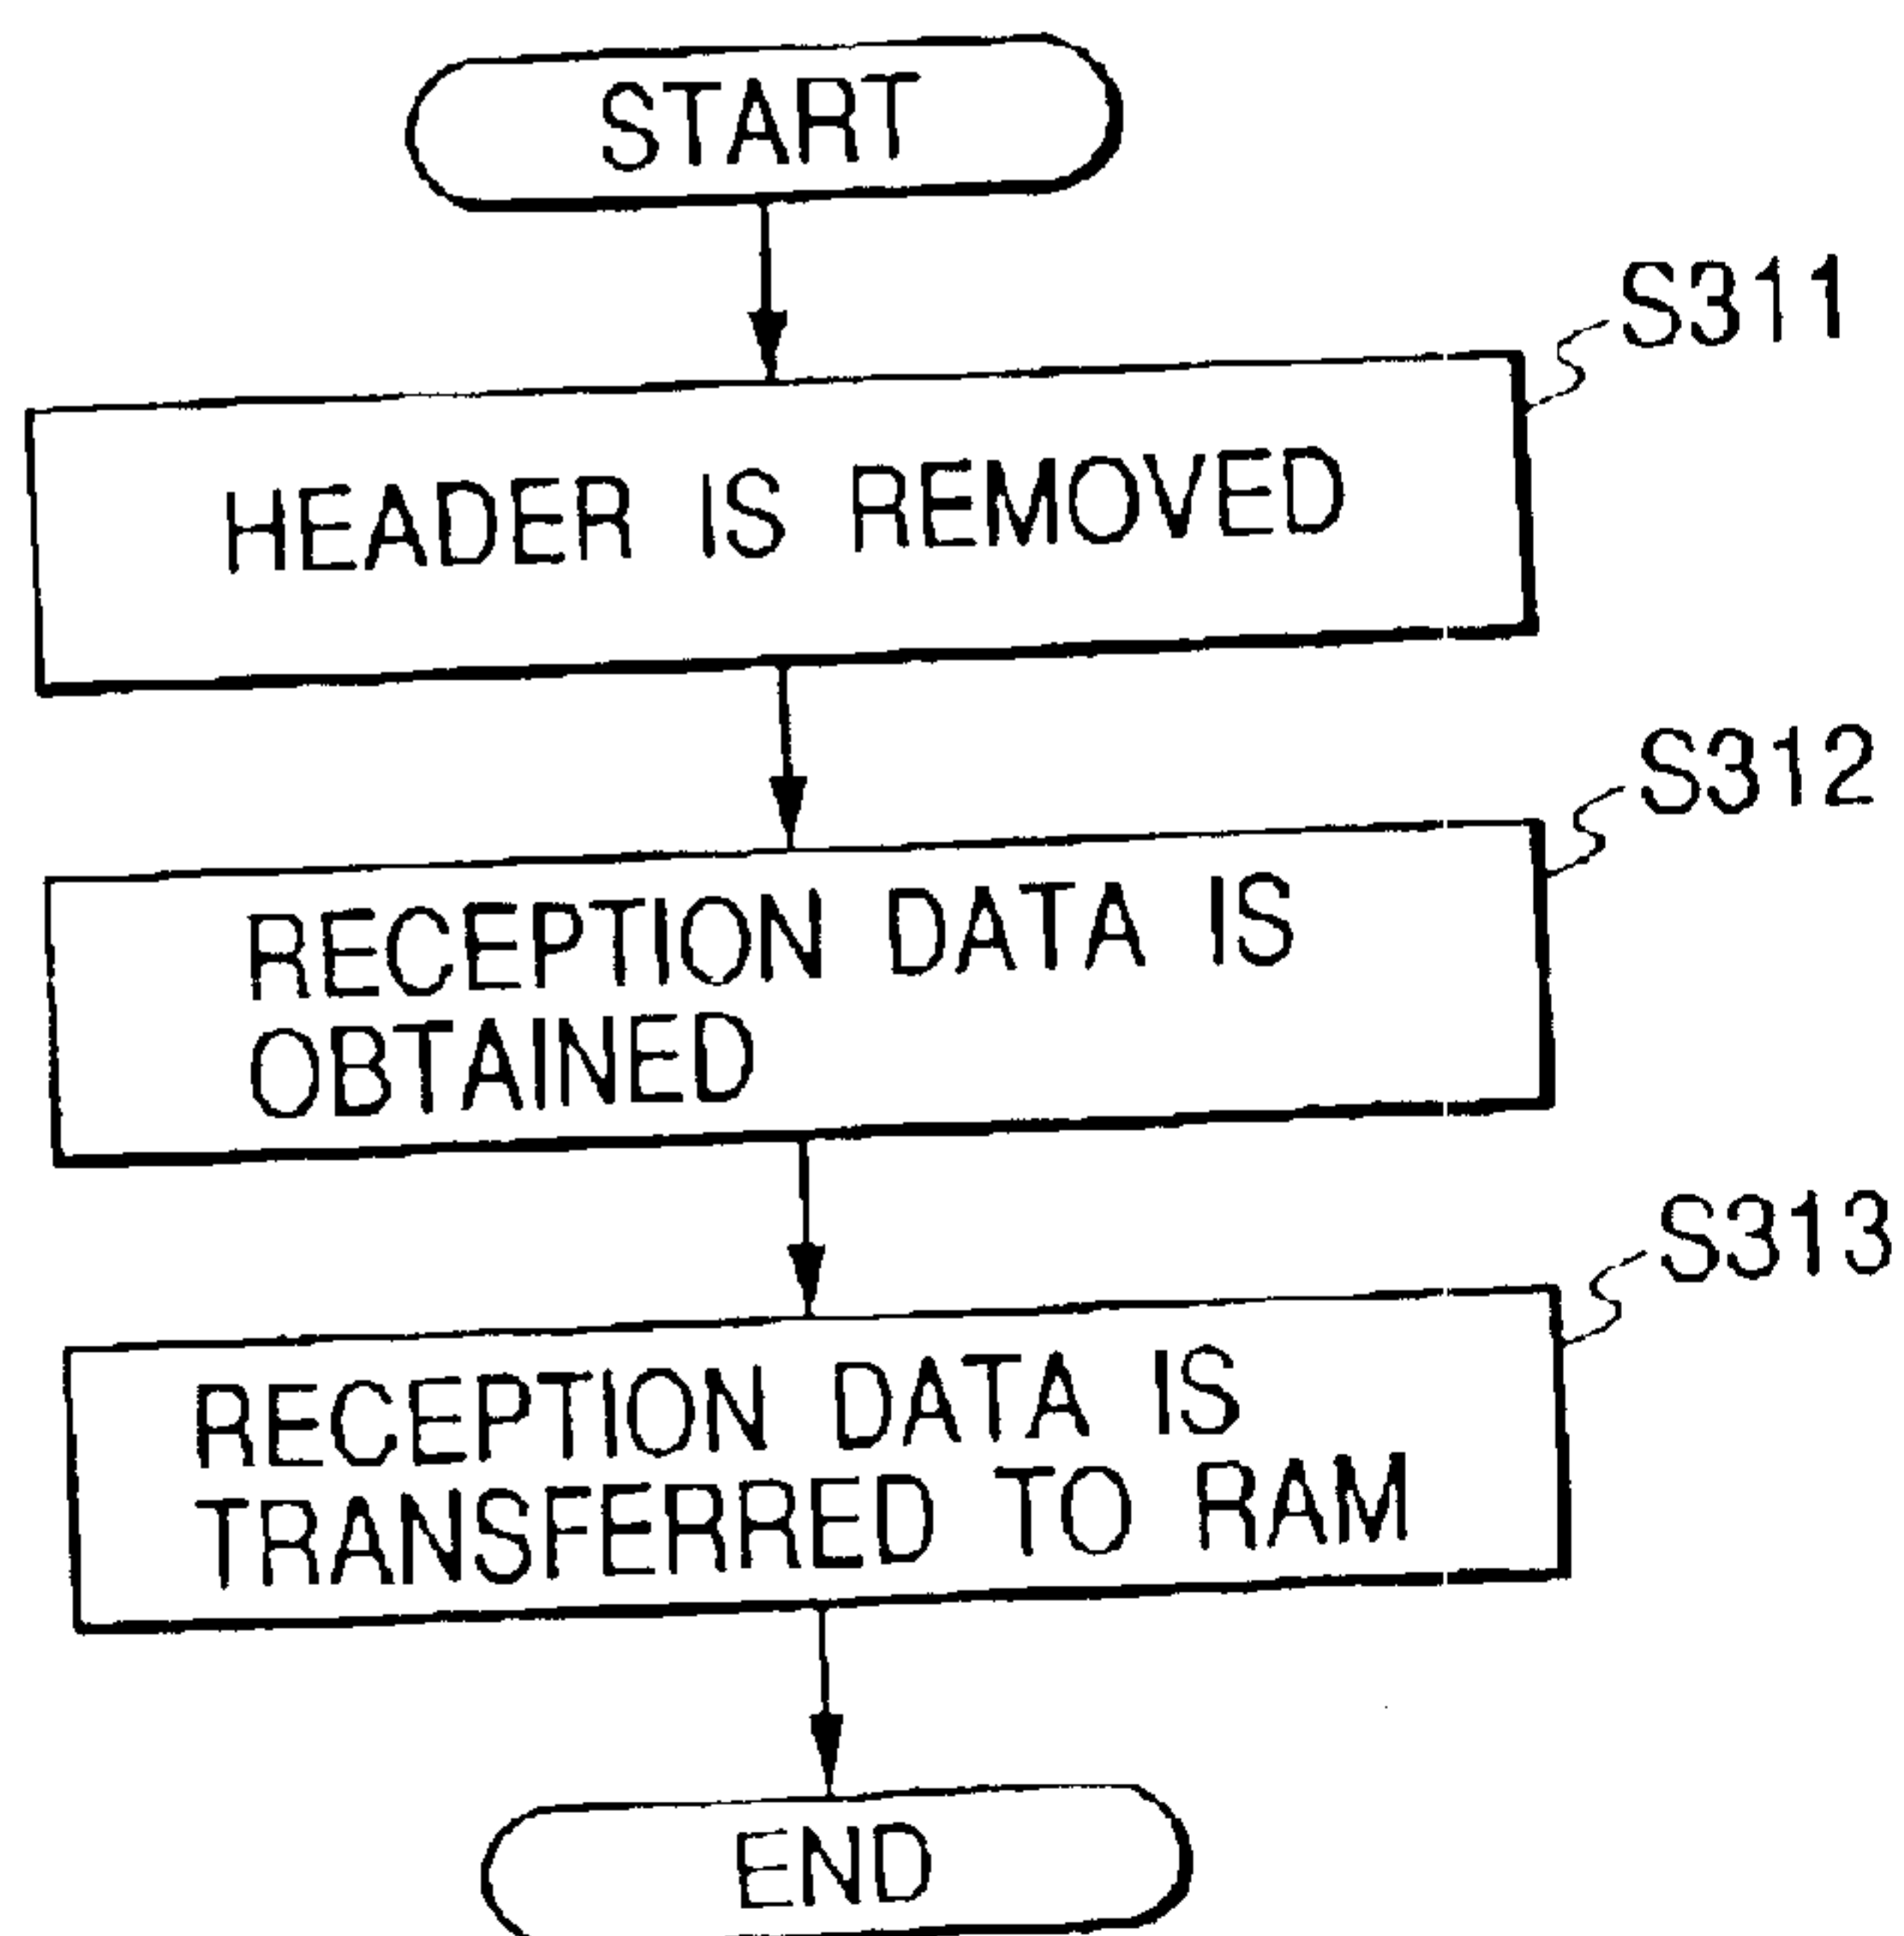 START
S311
HEADER IS REMOVED
S312
RECEPTION DATA IS
OBTAINED
S313
RECEPTION DATA IS
TRANSFERRED TO RAM
END